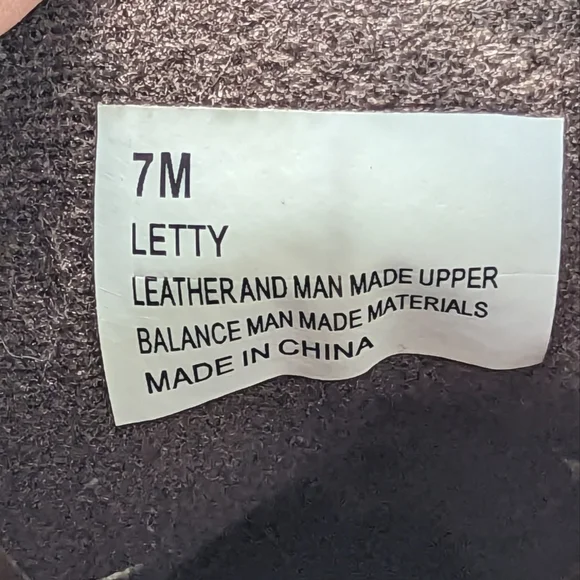 7M
LETTY
LEATHER AND MAN MADE UPPER
BALANCE MAN MADE MATERIALS
MADE IN CHINA